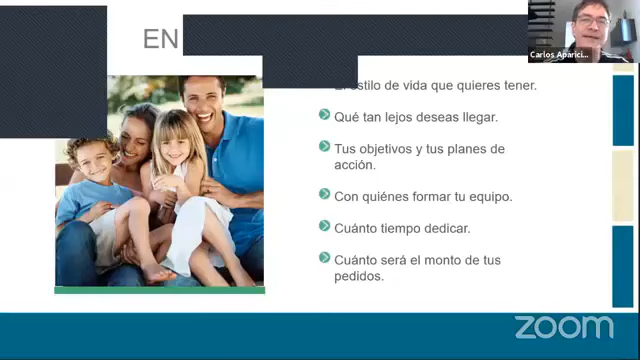 EN
estilo de vida que quieres tener.
Qué tan lejos deseas llegar.
Tus objetivos y tus planes de
acción.
Con quiénes formar tu equipo.
Cuánto tiempo dedicar.
Cuánto será el monto de tus
pedidos.
Carlos Aparici...
zoom